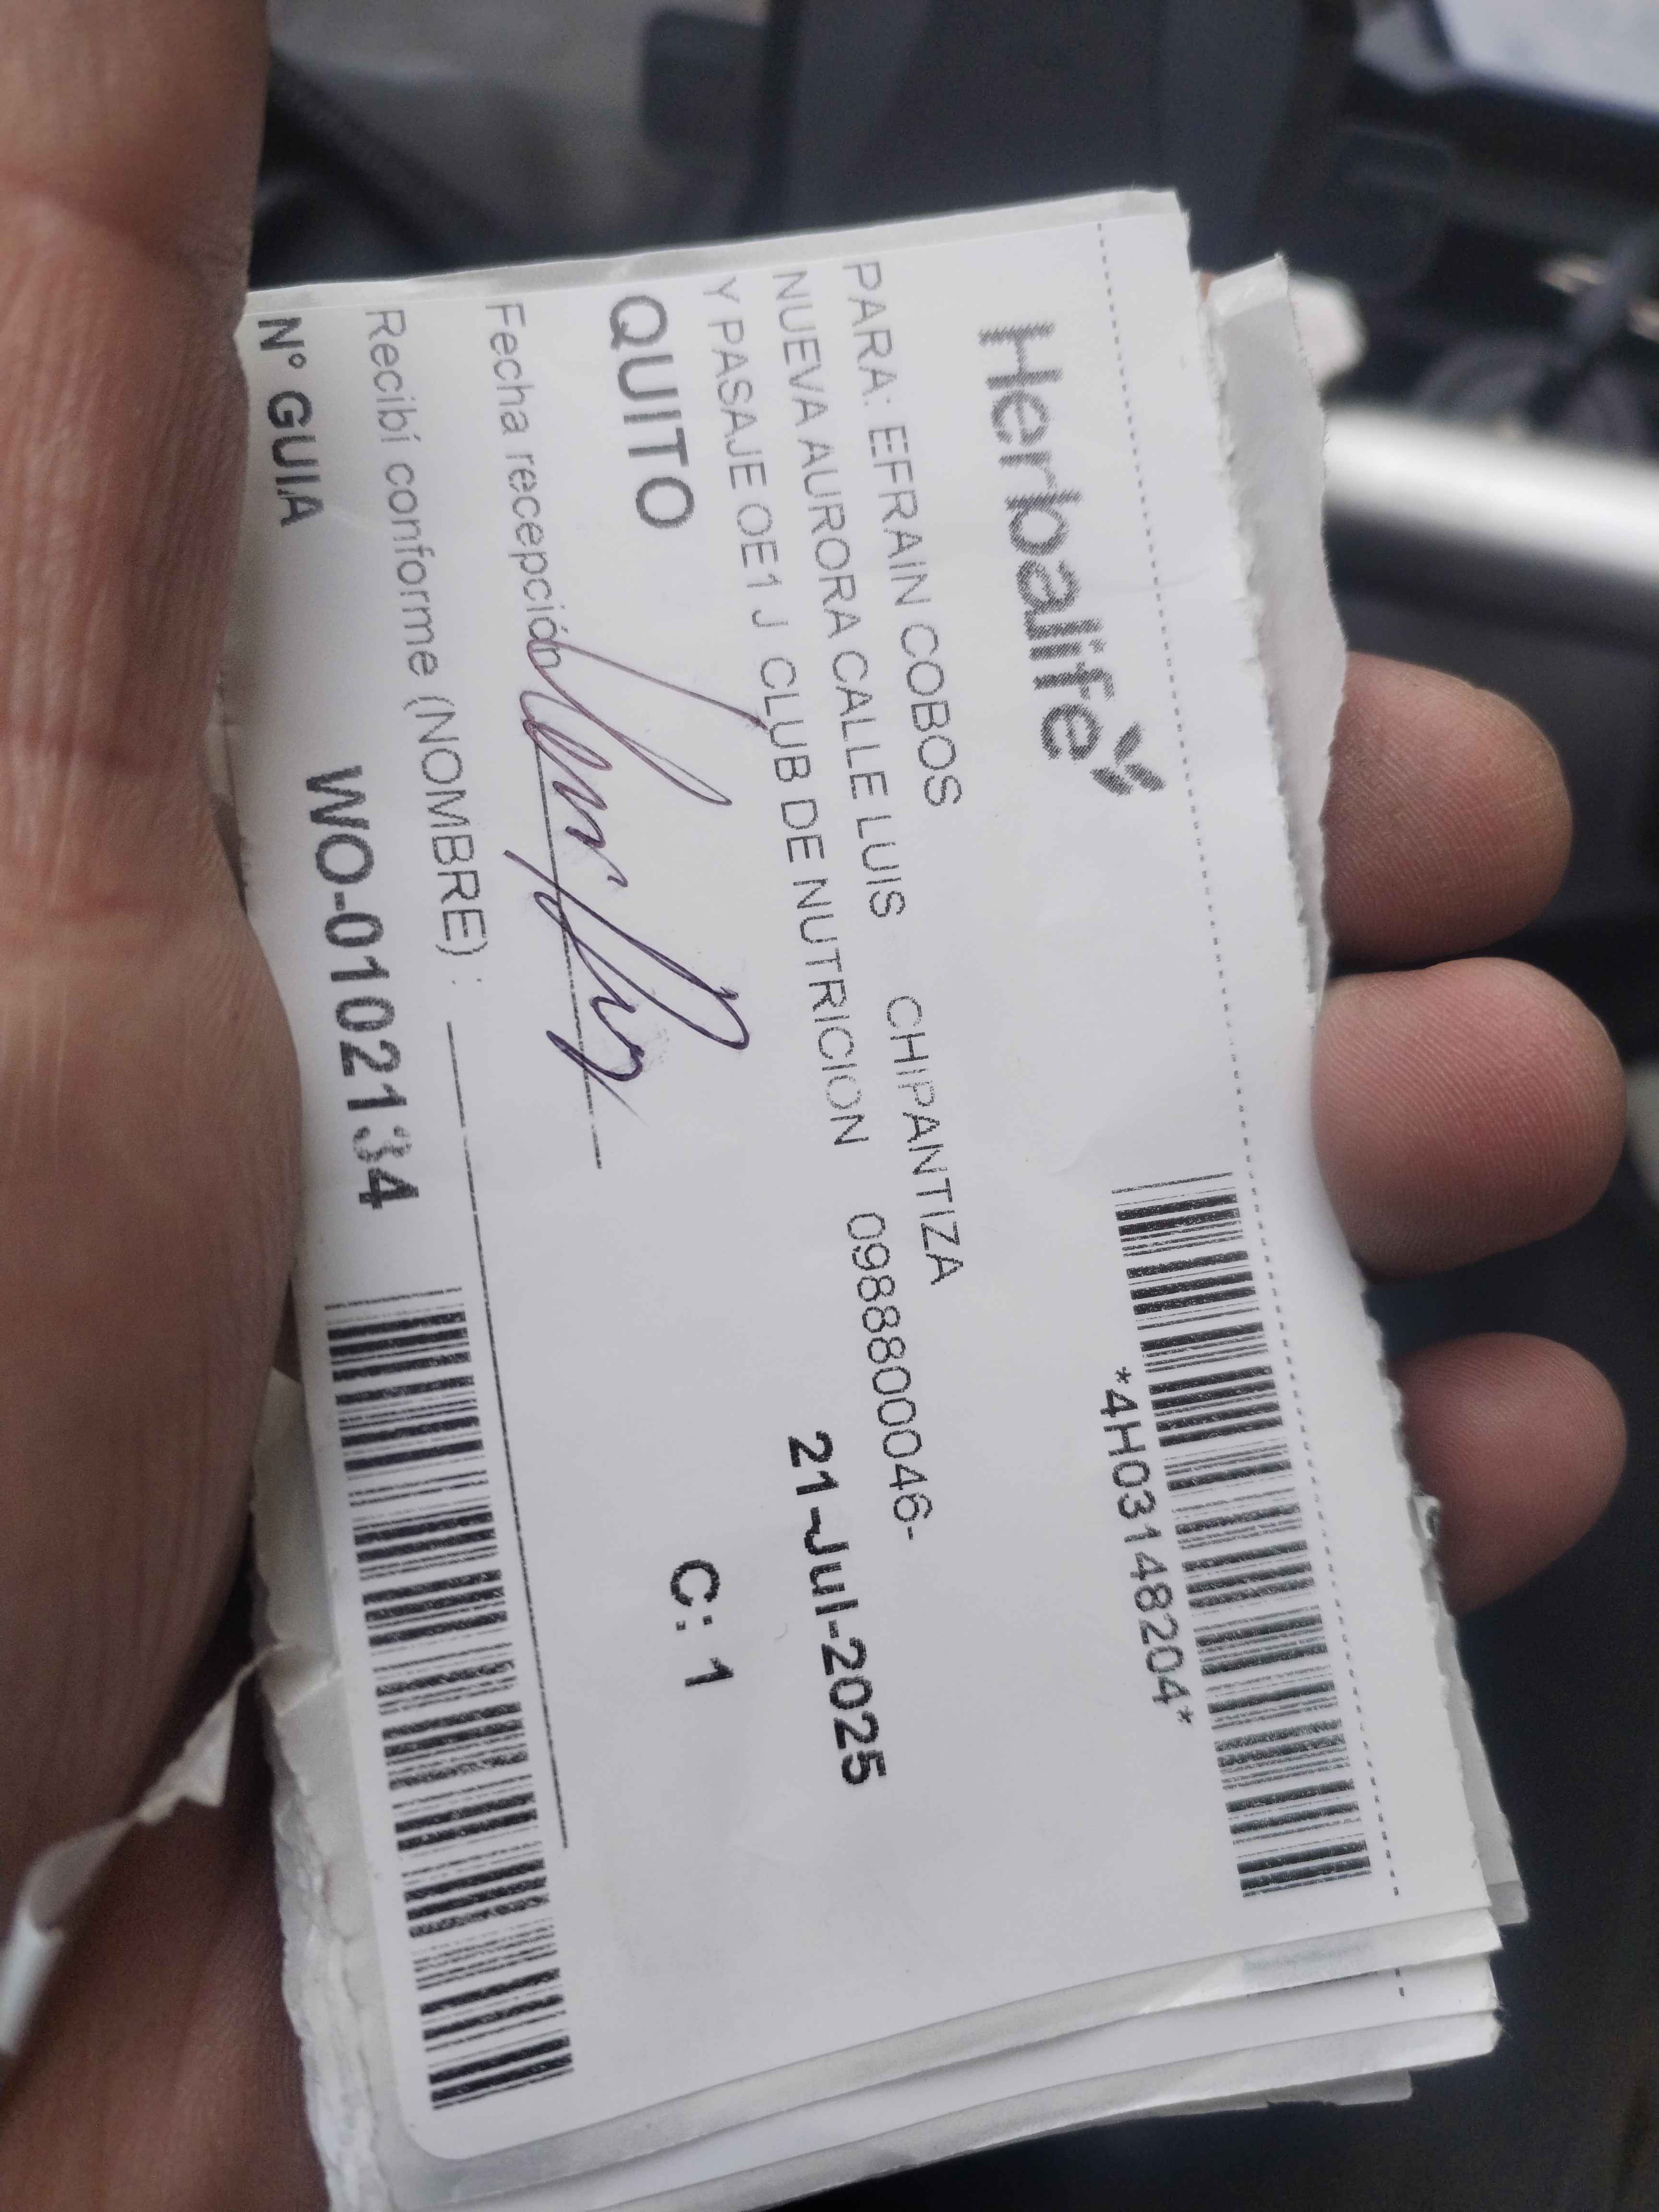 Herbalife
*4H03148204*
PARA: EFRAIN COBOS
NUEVA AURORA CALLE LUIS CHIPANTIZA
Y PASAJE OE1 J CLUB DE NUTRICION 098800046-
QUITO
21-Jul-2025
C: 1
Fecha recepción
Recibí conforme (NOMBRE) :
N° GUIA WO-0102134